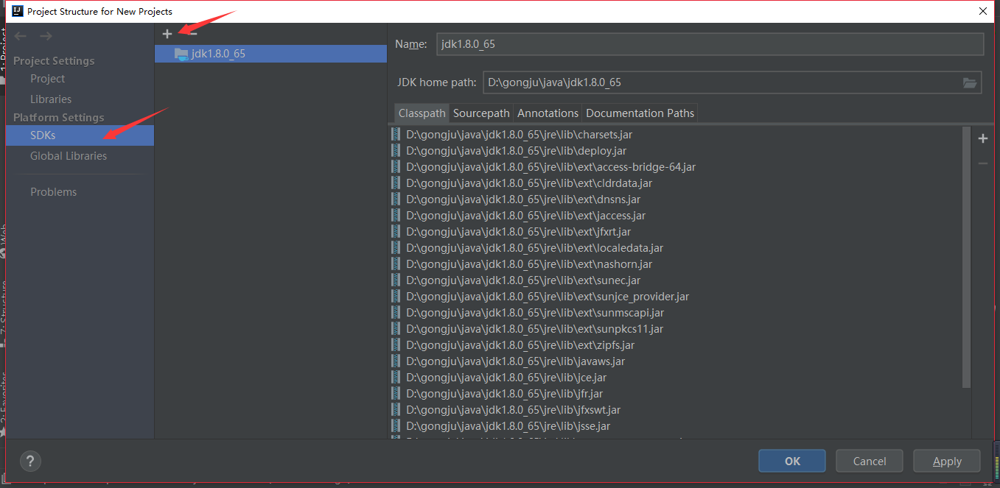 Project Structure for New Projects
Project Settings
Project
Libraries
Platform Settings
SDKs
Global Libraries
Problems
jdk1.8.0_65
Name: jdk1.8.0_65
JDK home path: D:\gongju\java\jdk1.8.0_65
Classpath Sourcepath Annotations Documentation Paths
D:\gongju\java\jdk1.8.0_65\jre\lib\charsets.jar
D:\gongju\java\jdk1.8.0_65\jre\lib\deploy.jar
D:\gongju\java\jdk1.8.0_65\jre\lib\ext\access-bridge-64.jar
D:\gongju\java\jdk1.8.0_65\jre\lib\ext\cldrdata.jar
D:\gongju\java\jdk1.8.0_65\jre\lib\ext\dnsns.jar
D:\gongju\java\jdk1.8.0_65\jre\lib\ext\jaccess.jar
D:\gongju\java\jdk1.8.0_65\jre\lib\ext\jfxrt.jar
D:\gongju\java\jdk1.8.0_65\jre\lib\ext\localedata.jar
D:\gongju\java\jdk1.8.0_65\jre\lib\ext\nashorn.jar
D:\gongju\java\jdk1.8.0_65\jre\lib\ext\sunec.jar
D:\gongju\java\jdk1.8.0_65\jre\lib\ext\sunjce_provider.jar
D:\gongju\java\jdk1.8.0_65\jre\lib\ext\sunmscapi.jar
D:\gongju\java\jdk1.8.0_65\jre\lib\ext\sunpkcs11.jar
D:\gongju\java\jdk1.8.0_65\jre\lib\ext\zipfs.jar
D:\gongju\java\jdk1.8.0_65\jre\lib\javaws.jar
D:\gongju\java\jdk1.8.0_65\jre\lib\jce.jar
D:\gongju\java\jdk1.8.0_65\jre\lib\jfr.jar
D:\gongju\java\jdk1.8.0_65\jre\lib\jfxswt.jar
D:\gongju\java\jdk1.8.0_65\jre\lib\jsse.jar
? OK Cancel Apply